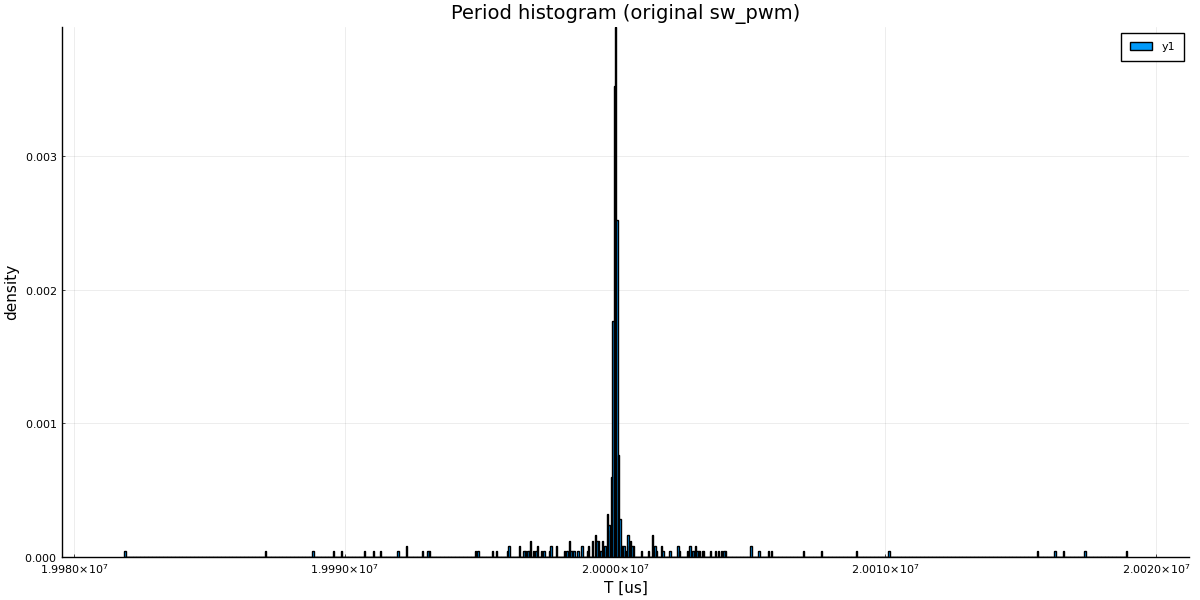 Period histogram (original sw_pwm)
y1
density
0.003
0.002
0.001
0.000
1.9980×10⁷ 1.9990×10⁷ 2.0000×10⁷ 2.0010×10⁷ 2.0020×10⁷
T [us]